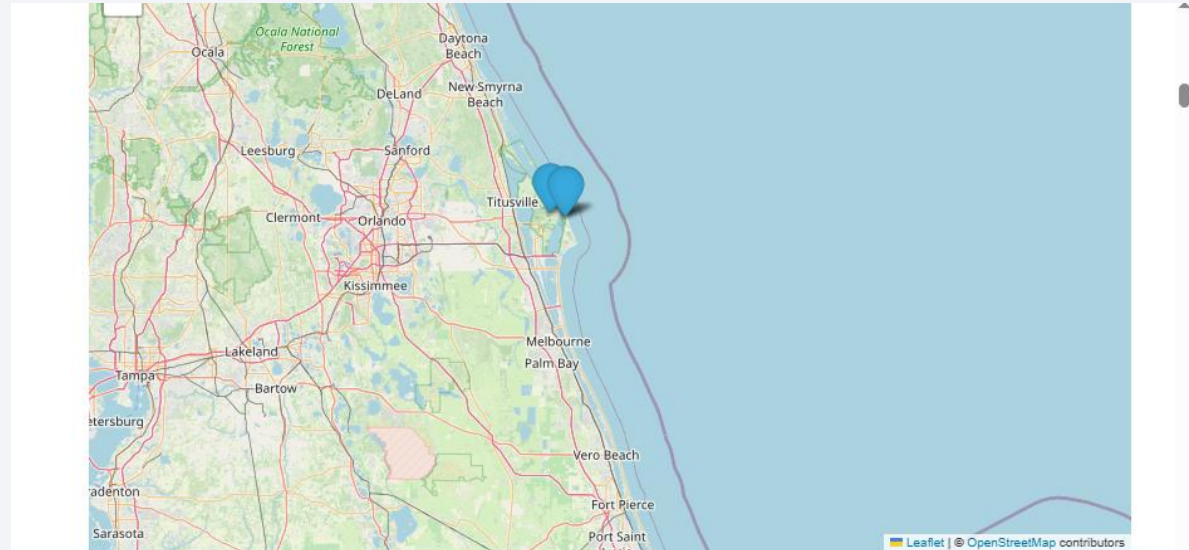 Ocala National
Forest
Ocala
Daytona
Beach
New Smyrna
Beach
DeLand
Leesburg
Sanford
Titusville
Clermont
Orlando
Kissimmee
Melbourne
Palm Bay
Lakeland
Tampa
Bartow
etersburg
Vero Beach
radenton
Fort Pierce
Sarasota
Port Saint
Leaflet | © OpenStreetMap contributors